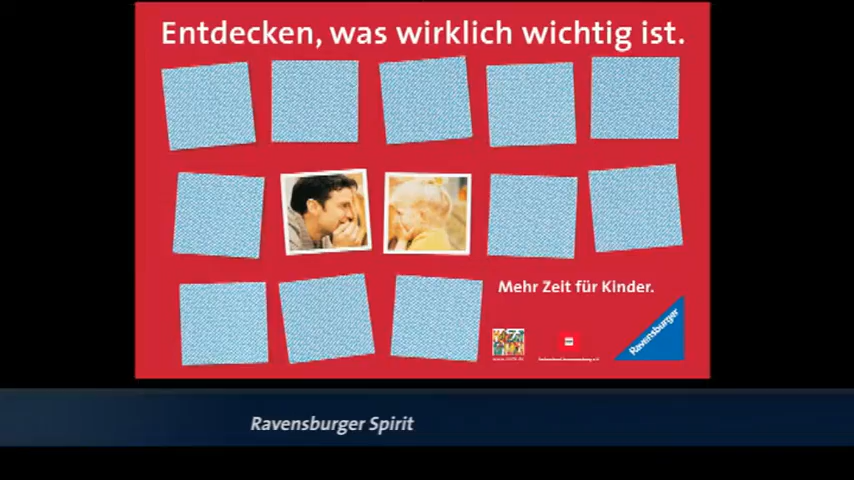 Entdecken, was wirklich wichtig ist.
Mehr Zeit für Kinder.
Ravensburger
Ravensburger Spirit